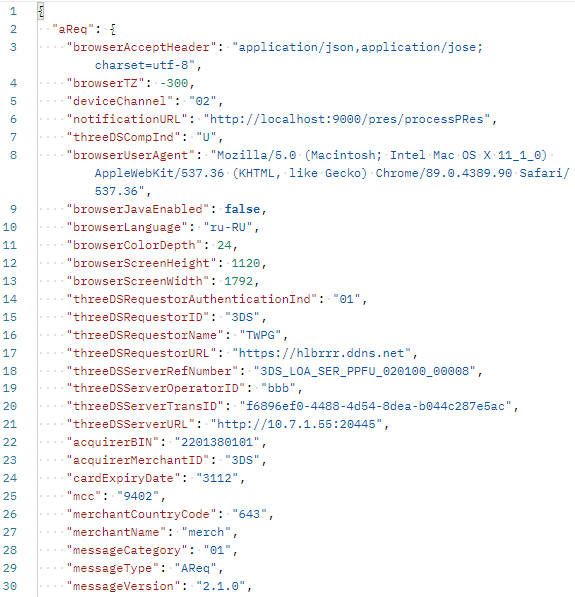 1 {
2 "aReq": {
3 "browserAcceptHeader": "application/json,application/jose;
charset=utf-8",
4 "browserTZ": -300,
5 "deviceChannel": "02",
6 "notificationURL": "http://localhost:9000/pres/processPRes",
7 "threeDSCompInd": "U",
8 "browserUserAgent": "Mozilla/5.0 (Macintosh; Intel Mac OS X 11_1_0)
AppleWebKit/537.36 (KHTML, like Gecko) Chrome/89.0.4389.90 Safari/
537.36",
9 "browserJavaEnabled": false,
10 "browserLanguage": "ru-RU",
11 "browserColorDepth": 24,
12 "browserScreenHeight": 1120,
13 "browserScreenWidth": 1792,
14 "threeDSRequestorAuthenticationInd": "01",
15 "threeDSRequestorID": "3DS",
16 "threeDSRequestorName": "TWPG",
17 "threeDSRequestorURL": "https://hlbrrr.ddns.net",
18 "threeDSServerRefNumber": "3DS_LOA_SER_PPFU_020100_00008",
19 "threeDSServerOperatorID": "bbb",
20 "threeDSServerTransID": "f6896ef0-4488-4d54-8dea-b044c287e5ac",
21 "threeDSServerURL": "http://10.7.1.55:20445",
22 "acquirerBIN": "2201380101",
23 "acquirerMerchantID": "3DS",
24 "cardExpiryDate": "3112",
25 "mcc": "9402",
26 "merchantCountryCode": "643",
27 "merchantName": "merch",
28 "messageCategory": "01",
29 "messageType": "AReq",
30 "messageVersion": "2.1.0",